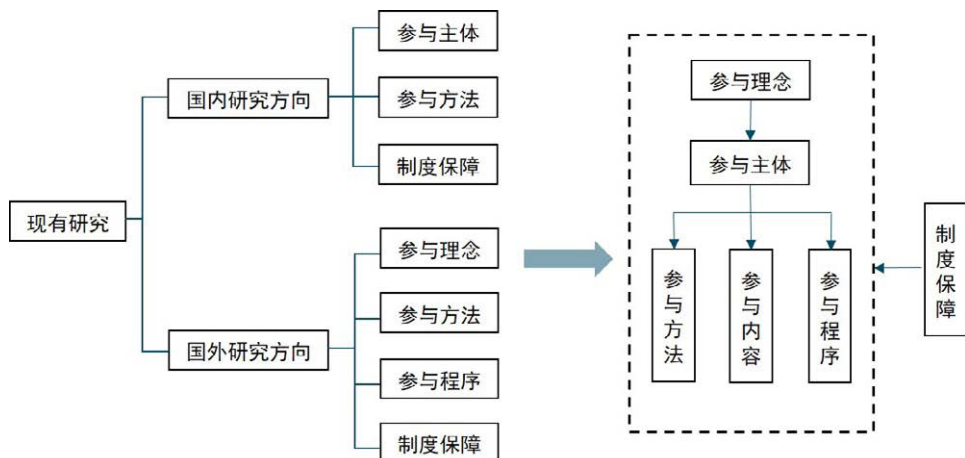 现有研究
国内研究方向
参与主体
参与方法
制度保障
国外研究方向
参与理念
参与方法
参与程序
制度保障
参与理念
参与主体
参与方法
参与内容
参与程序
制度保障